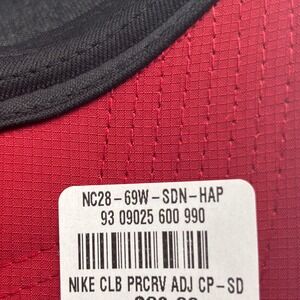 NC28-69W-SDN-HAP
93 09025 600 990
NIKE CLB PRCRV ADJ CP-SD